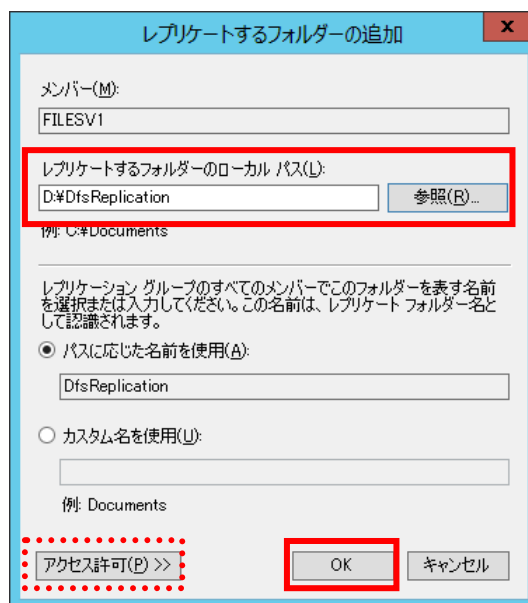 レプリケートするフォルダーの追加
x
メンバー(M):
FILESV1
レプリケートするフォルダーのローカル パス(L):
D:¥DfsReplication
参照(R)...
例: C:¥Documents
レプリケーション グループのすべてのメンバーでこのフォルダーを表す名前
を選択または入力してください。この名前は、レプリケート フォルダー名と
して認識されます。
パスに応じた名前を使用(A):
DfsReplication
カスタム名を使用(U):
例: Documents
アクセス許可(P) >>
OK
キャンセル